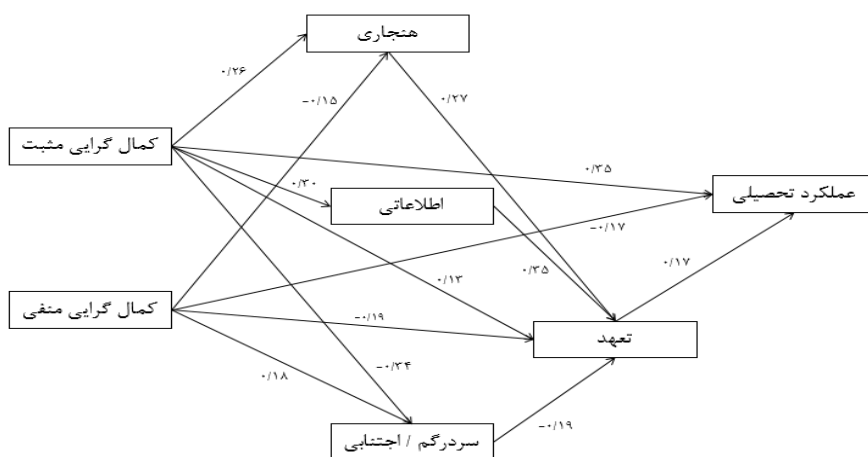 هنجاری
۰/۲۶
-۰/۱۵
۰/۲۷
کمال گرایی مثبت
۰/۳۵
عملکرد تحصیلی
۰/۳۰
اطلاعاتی
-۰/۱۷
۰/۳۵
۰/۱۷
۰/۱۳
کمال گرایی منفی
-۰/۱۹
تعهد
-۰/۳۴
۰/۱۸
سردرگم / اجتنابی
-۰/۱۹